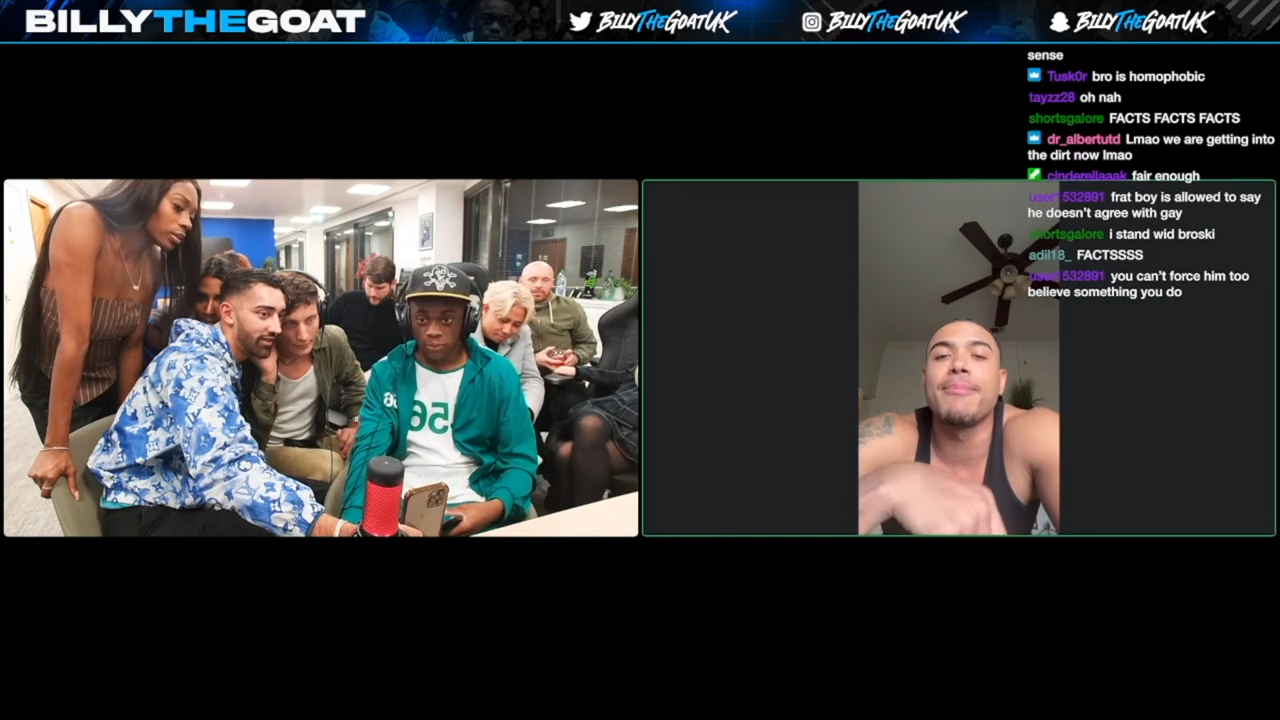 BILLYTHEGOAT
BILLYTHEGOATUK
BILLYTHEGOATUK
BILLYTHEGOATUK
sense
Tusk0r bro is homophobic
tayzz28 oh nah
shortsgalore FACTS FACTS FACTS
dr_albertutd Lmao we are getting into
the dirt now lmao
cinderellaaak fair enough
user1532891 frat boy is allowed to say
he doesn't agree with gay
shortsgalore i stand wid broski
adil18_ FACTSSSS
user1532891 you can't force him too
believe something you do